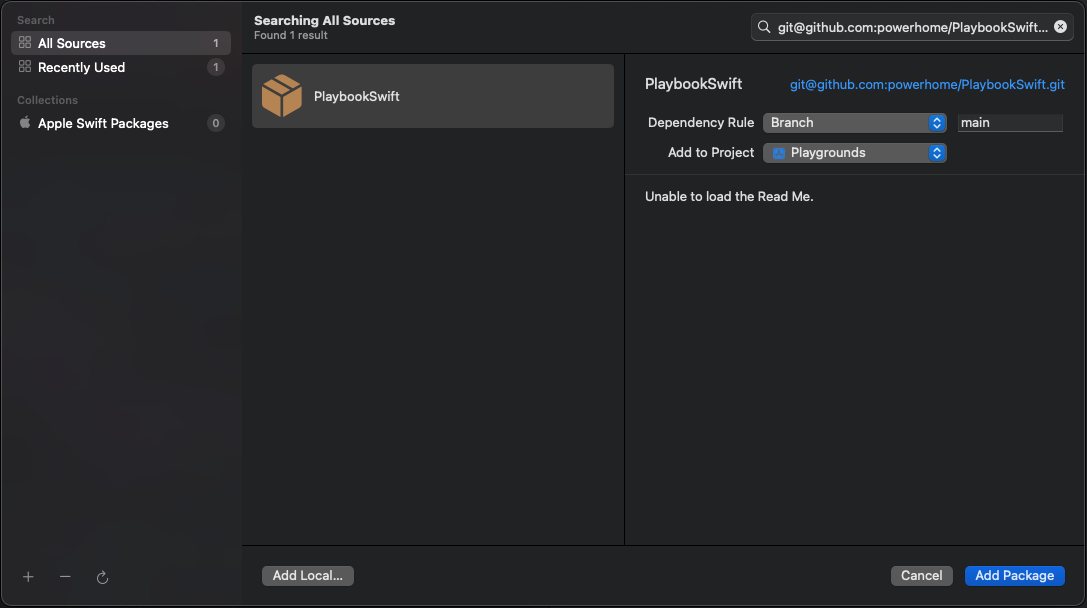 Search
All Sources 1
Recently Used 1
Collections
Apple Swift Packages 0
Searching All Sources
Found 1 result
git@github.com:powerhome/PlaybookSwift...
PlaybookSwift
PlaybookSwift git@github.com:powerhome/PlaybookSwift.git
Dependency Rule Branch main
Add to Project Playgrounds
Unable to load the Read Me.
Add Local... Cancel Add Package